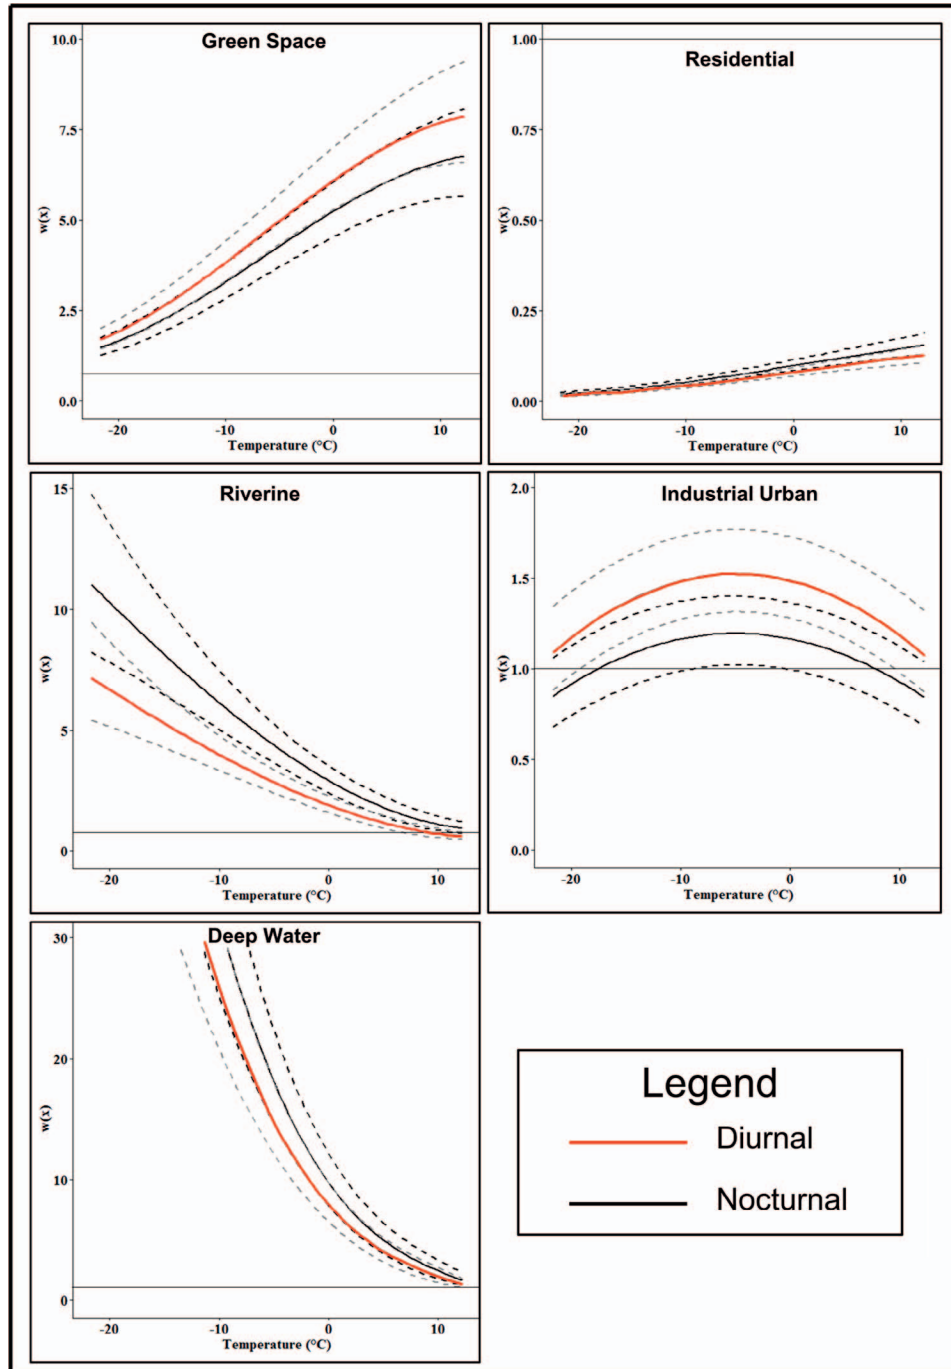 Green Space
10.0
7.5
5.0
2.5
0.0
w(x)
-20 -10 0 10
Temperature (°C)
Residential
1.00
0.75
0.50
0.25
0.00
w(x)
-20 -10 0 10
Temperature (°C)
Riverine
15
10
5
0
w(x)
-20 -10 0 10
Temperature (°C)
Industrial Urban
2.0
1.5
1.0
0.5
0.0
w(x)
-20 -10 0 10
Temperature (°C)
Deep Water
30
20
10
0
w(x)
-20 -10 0 10
Temperature (°C)
Legend
Diurnal
Nocturnal